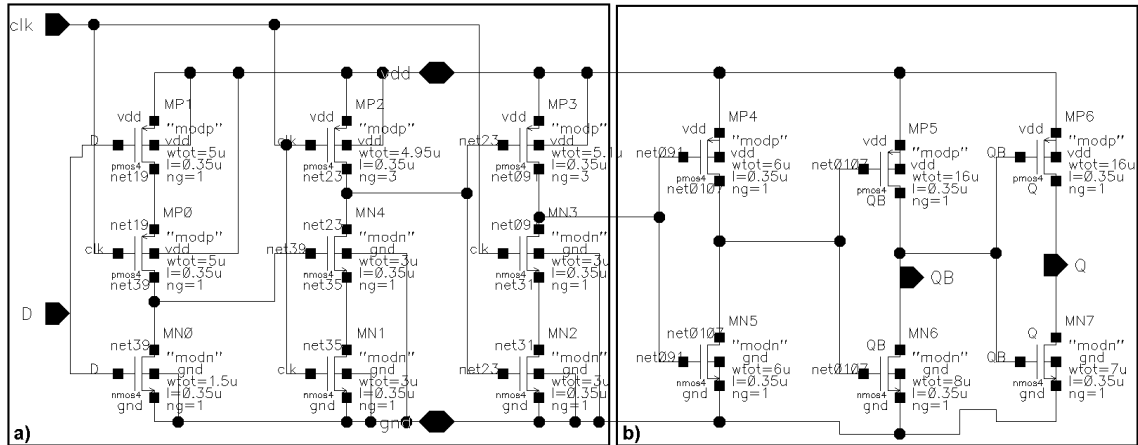 clk
vdd
MP1
vdd
"modp"
D
vdd
wtot=5u
pmos4
l=0.35u
net19
ng=1
MP2
vdd
"modp"
clk
vdd
wtot=4.95u
pmos4
l=0.35u
net23
ng=3
MP3
vdd
"modp"
net23
vdd
wtot=5.1u
pmos4
l=0.35u
net09
ng=3
MP4
vdd
"modp"
net091
vdd
wtot=6u
pmos4
l=0.35u
net0107
ng=1
MP5
vdd
"modp"
net0107
vdd
wtot=16u
pmos4
l=0.35u
QB
ng=1
MP6
vdd
"modp"
QB
vdd
wtot=16u
pmos4
l=0.35u
Q
ng=1
MP0
net19
"modp"
clk
vdd
wtot=5u
pmos4
l=0.35u
net39
ng=1
MN4
net23
"modn"
net39
gnd
wtot=3u
nmos4
l=0.35u
net35
ng=1
MN3
net09
"modn"
clk
gnd
wtot=3u
nmos4
l=0.35u
net31
ng=1
QB
Q
D
MN0
net39
"modn"
D
gnd
wtot=1.5u
nmos4
l=0.35u
gnd
ng=1
MN1
net35
"modn"
clk
gnd
wtot=3u
nmos4
l=0.35u
gnd
ng=1
MN2
net31
"modn"
net23
gnd
wtot=3u
nmos4
l=0.35u
gnd
ng=1
MN5
net0107
"modn"
net091
gnd
wtot=6u
nmos4
l=0.35u
gnd
ng=1
MN6
QB
"modn"
net0107
gnd
wtot=8u
nmos4
l=0.35u
gnd
ng=1
MN7
Q
"modn"
QB
gnd
wtot=7u
nmos4
l=0.35u
gnd
ng=1
gnd
a)
b)